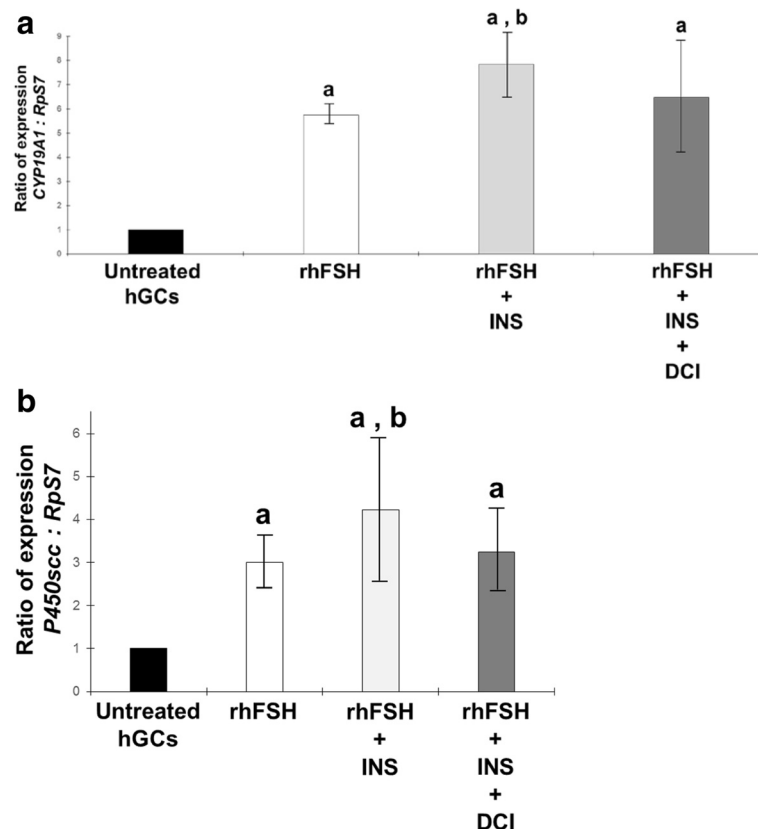 a
Ratio of expression
CYP19A1 : RpS7
9
8
7
6
5
4
3
2
1
0
a
a , b
a
Untreated
hGCs
rhFSH
rhFSH
+
INS
rhFSH
+
INS
+
DCI
b
Ratio of expression
P450scc : RpS7
6
5
4
3
2
1
0
a
a , b
a
Untreated
hGCs
rhFSH
rhFSH
+
INS
rhFSH
+
INS
+
DCI